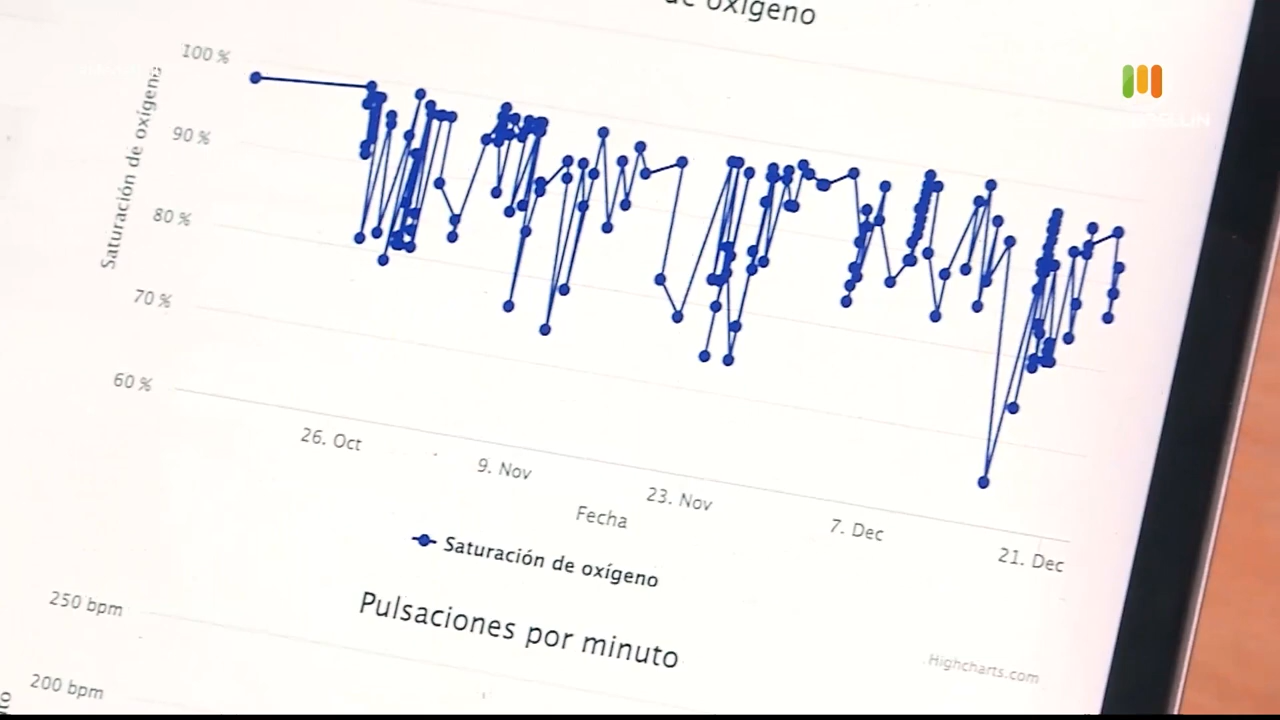 de oxígeno
100 %
90 %
80 %
70 %
60 %
Saturación de oxígeno
26. Oct
9. Nov
23. Nov
7. Dec
21. Dec
Fecha
Saturación de oxígeno
Pulsaciones por minuto
250 bpm
200 bpm
Highcharts.com